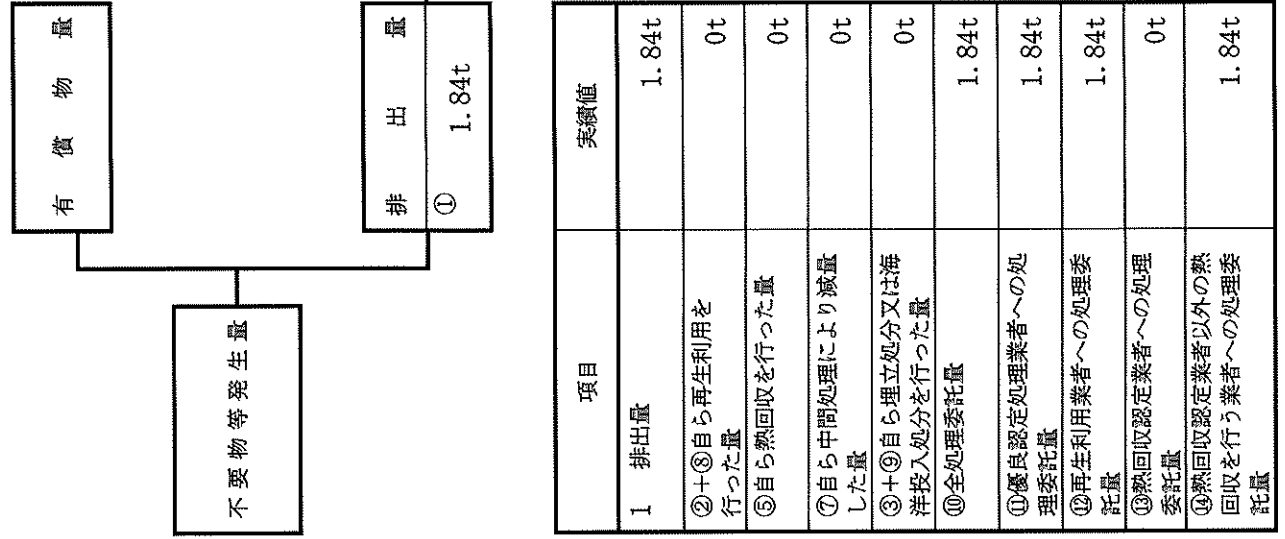 有償物量
不要物等発生量
排出量
① 1.84t
項目 実績値
1 排出量 1.84t
②+⑧自ら再生利用を
行った量 0t
⑤自ら熱回収を行った量 0t
⑦自ら中間処理により減量
した量 0t
③+⑨自ら埋立処分又は海
洋投入処分を行った量 0t
⑩全処理委託量 1.84t
⑪優良認定処理業者への処
理委託量 1.84t
⑫再生利用業者への処理委
託量 1.84t
⑬熱回収認定業者への処理
委託量 0t
⑭熱回収認定業者以外の熱
回収を行う業者への処理委
託量 1.84t